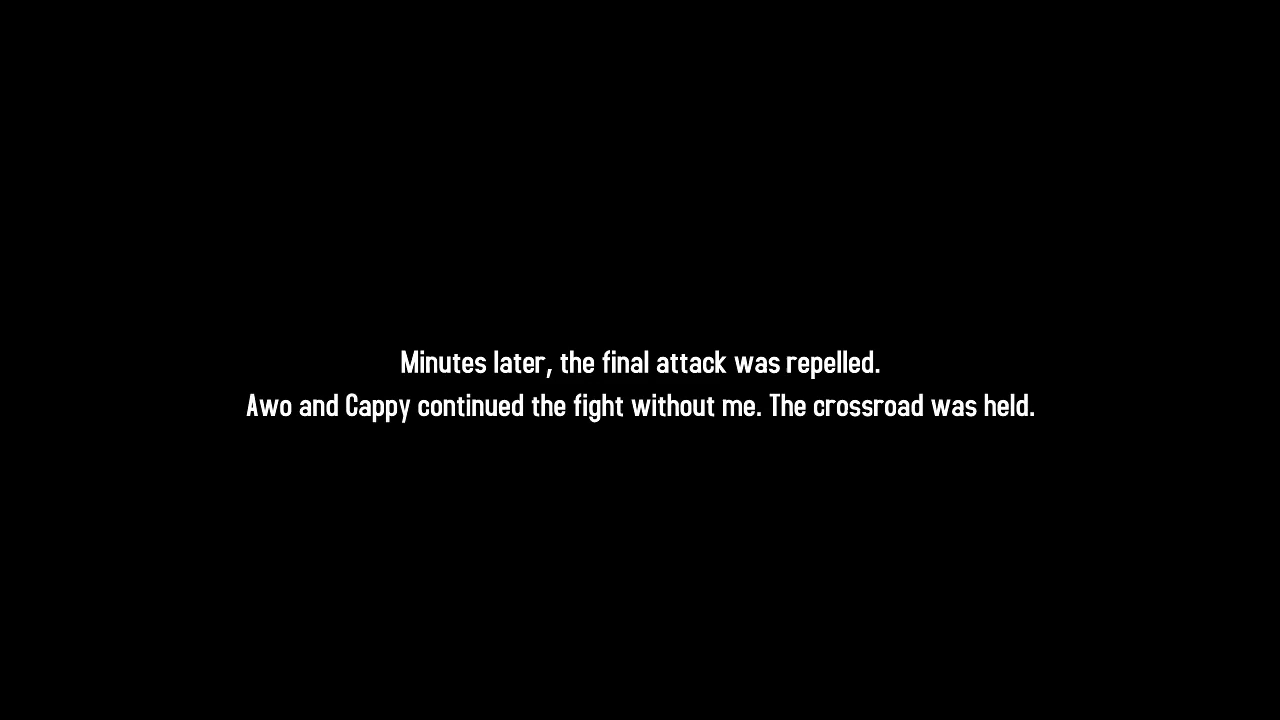 Minutes later, the final attack was repelled.
Awo and Cappy continued the fight without me. The crossroad was held.